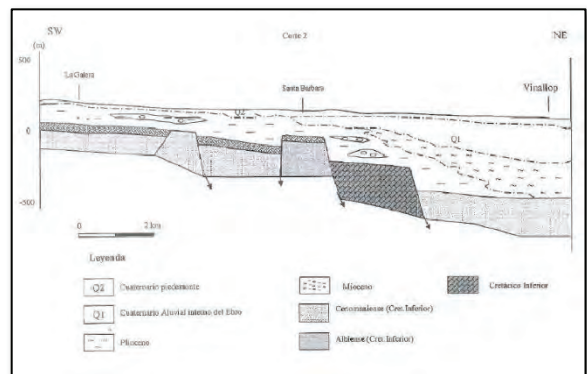 SW
Corte 2
NE
(m)
500
La Galera
Santa Barbara
Vinallop
Q2
Q1
0
-500
0 2 km
Leyenda
Q2 Cuaternario piedemonte
Q1 Cuaternario Aluvial interno del Ebro
Plioceno
Mioceno
Cenomaniense (Cret. Inferior)
Albiense (Cret. Inferior)
Cretácico Inferior